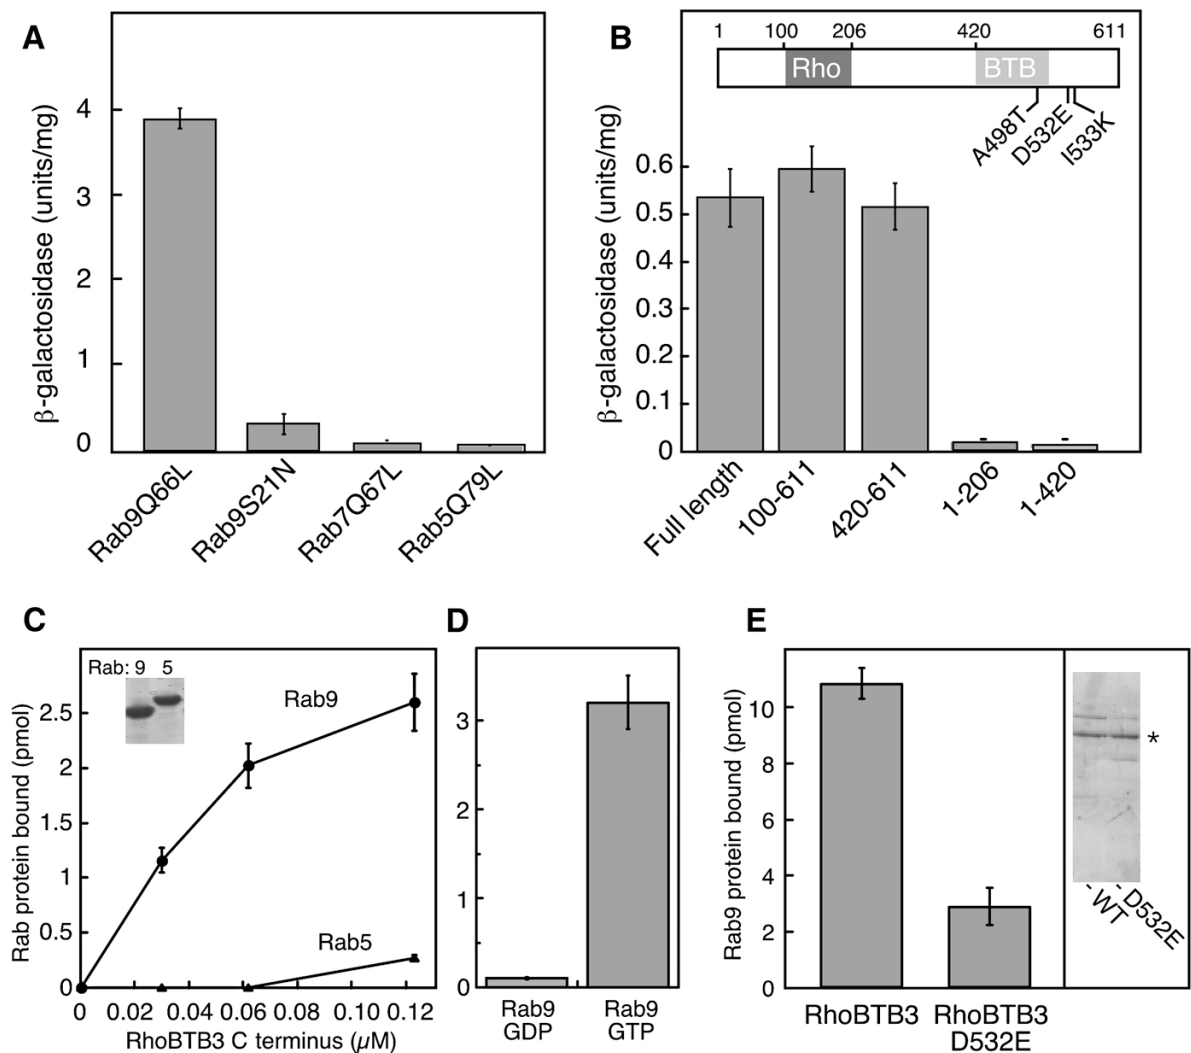 A
β-galactosidase (units/mg)
4
3
2
1
0
Rab9Q66L
Rab9S21N
Rab7Q67L
Rab5Q79L
B
1 100 206 420 611
Rho BTB
A498T
D532E
I533K
β-galactosidase (units/mg)
0.6
0.5
0.4
0.3
0.2
0.1
0
Full length
100-611
420-611
1-206
1-420
C
Rab: 9 5
Rab protein bound (pmol)
2.5
2
1.5
1
0.5
0
Rab9
Rab5
0 0.02 0.04 0.06 0.08 0.10 0.12
RhoBTB3 C terminus (µM)
D
3
2
1
0
Rab9
GDP
Rab9
GTP
E
Rab9 protein bound (pmol)
10
8
6
4
2
0
RhoBTB3
RhoBTB3
D532E
*
- WT
- D532E